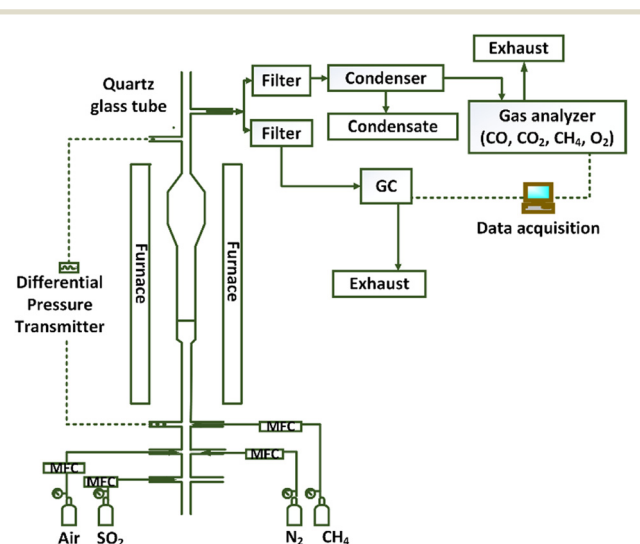 Exhaust
Quartz
glass tube
Filter
Condenser
Gas analyzer
(CO, CO₂, CH₄, O₂)
Filter
Condensate
GC
Data acquisition
Furnace
Furnace
Differential
Pressure
Transmitter
Exhaust
MFC
MFC
MFC
MFC
Air
SO₂
N₂
CH₄